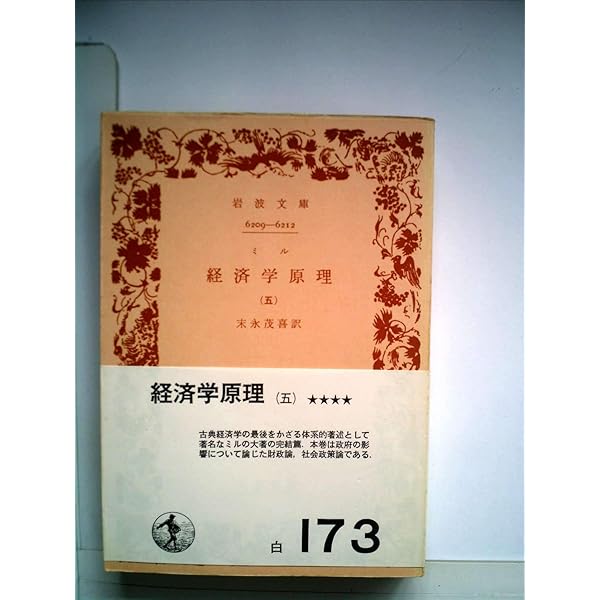 岩波文庫
6209—6212
ミル
経済学原理
(五)
末永茂喜訳
経済学原理 (五) ★★★★
古典経済学の最後をかざる体系的著述として
著名なミルの大著の完結篇．本巻は政府の影
響について論じた財政論，社会政策論である．
白 173